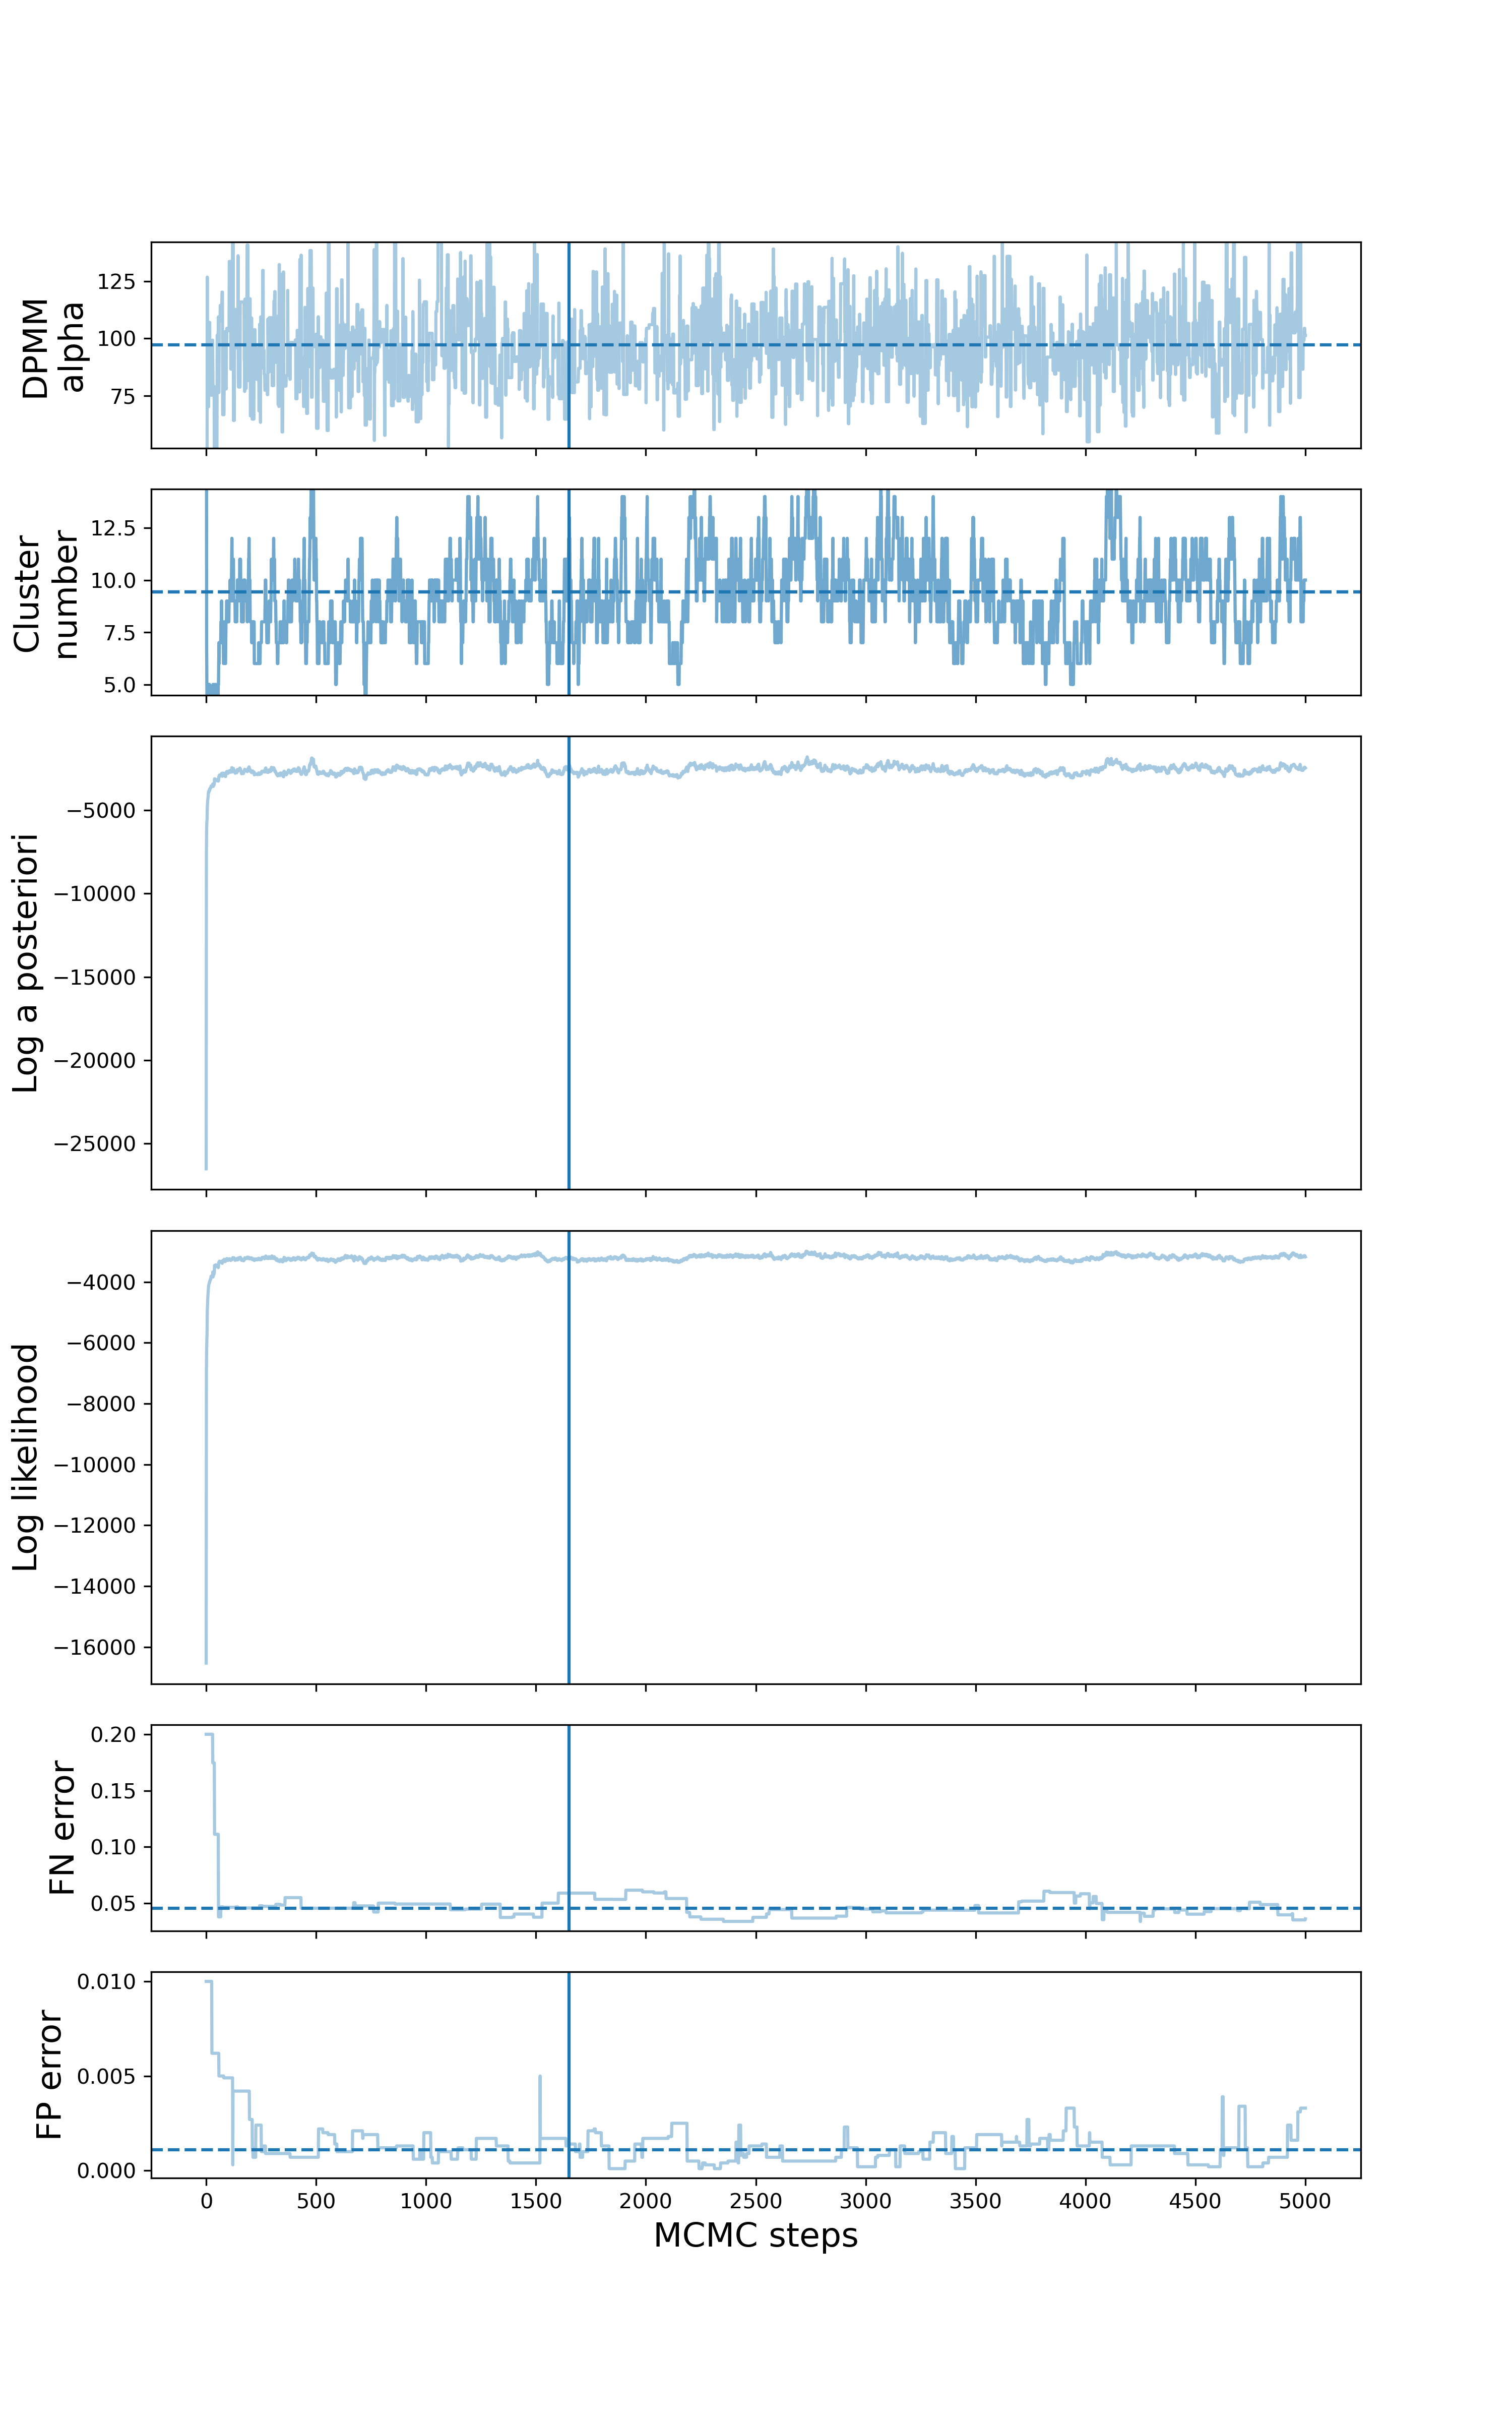 DPMM
alpha
125
100
75
Cluster
number
12.5
10.0
7.5
5.0
Log a posteriori
−5000
−10000
−15000
−20000
−25000
Log likelihood
−4000
−6000
−8000
−10000
−12000
−14000
−16000
FN error
0.20
0.15
0.10
0.05
FP error
0.010
0.005
0.000
0 500 1000 1500 2000 2500 3000 3500 4000 4500 5000
MCMC steps